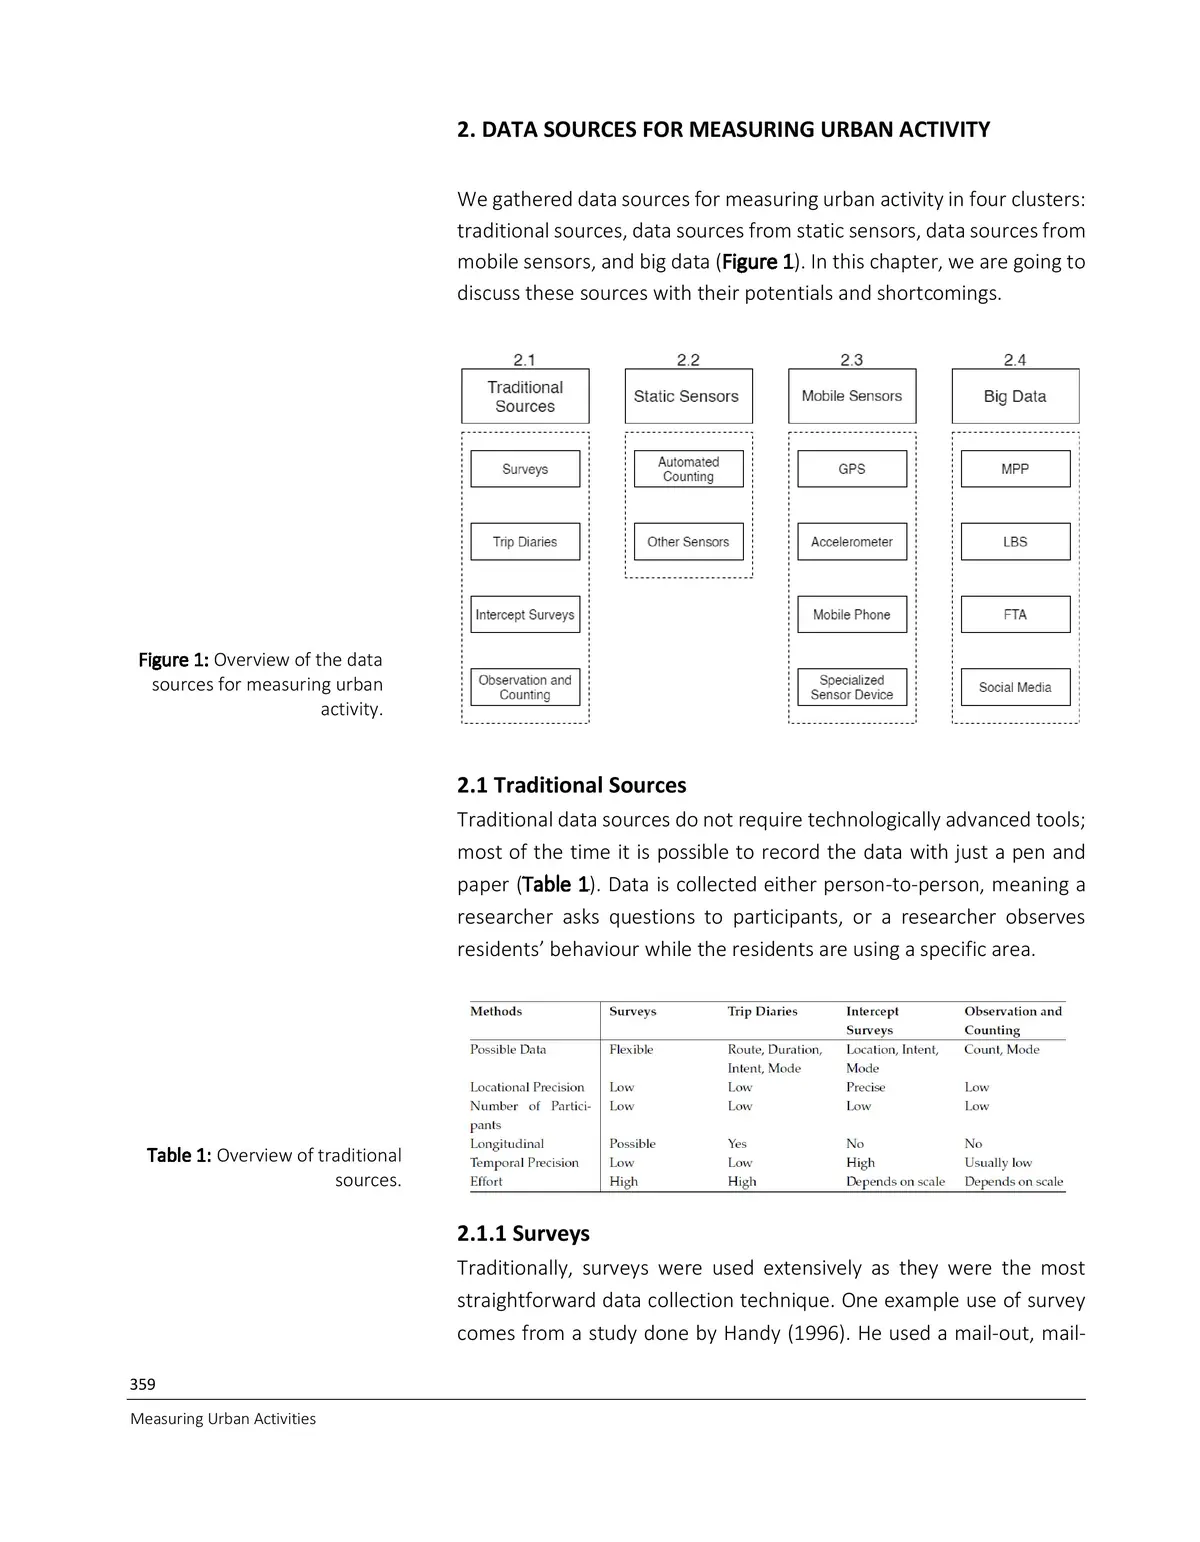 2. DATA SOURCES FOR MEASURING URBAN ACTIVITY
We gathered data sources for measuring urban activity in four clusters:
traditional sources, data sources from static sensors, data sources from
mobile sensors, and big data (Figure 1). In this chapter, we are going to
discuss these sources with their potentials and shortcomings.
2.1
Traditional
Sources
Surveys
Trip Diaries
Intercept Surveys
Observation and
Counting
2.2
Static Sensors
Automated
Counting
Other Sensors
2.3
Mobile Sensors
GPS
Accelerometer
Mobile Phone
Specialized
Sensor Device
2.4
Big Data
MPP
LBS
FTA
Social Media
Figure 1: Overview of the data
sources for measuring urban
activity.
2.1 Traditional Sources
Traditional data sources do not require technologically advanced tools;
most of the time it is possible to record the data with just a pen and
paper (Table 1). Data is collected either person-to-person, meaning a
researcher asks questions to participants, or a researcher observes
residents’ behaviour while the residents are using a specific area.
Methods Surveys Trip Diaries Intercept Observation and
Surveys Counting
Possible Data Flexible Route, Duration, Location, Intent, Count, Mode
Intent, Mode Mode
Locational Precision Low Low Precise Low
Number of Partici- Low Low Low Low
pants
Longitudinal Possible Yes No No
Temporal Precision Low Low High Usually low
Effort High High Depends on scale Depends on scale
Table 1: Overview of traditional
sources.
2.1.1 Surveys
Traditionally, surveys were used extensively as they were the most
straightforward data collection technique. One example use of survey
comes from a study done by Handy (1996). He used a mail-out, mail-
359
Measuring Urban Activities